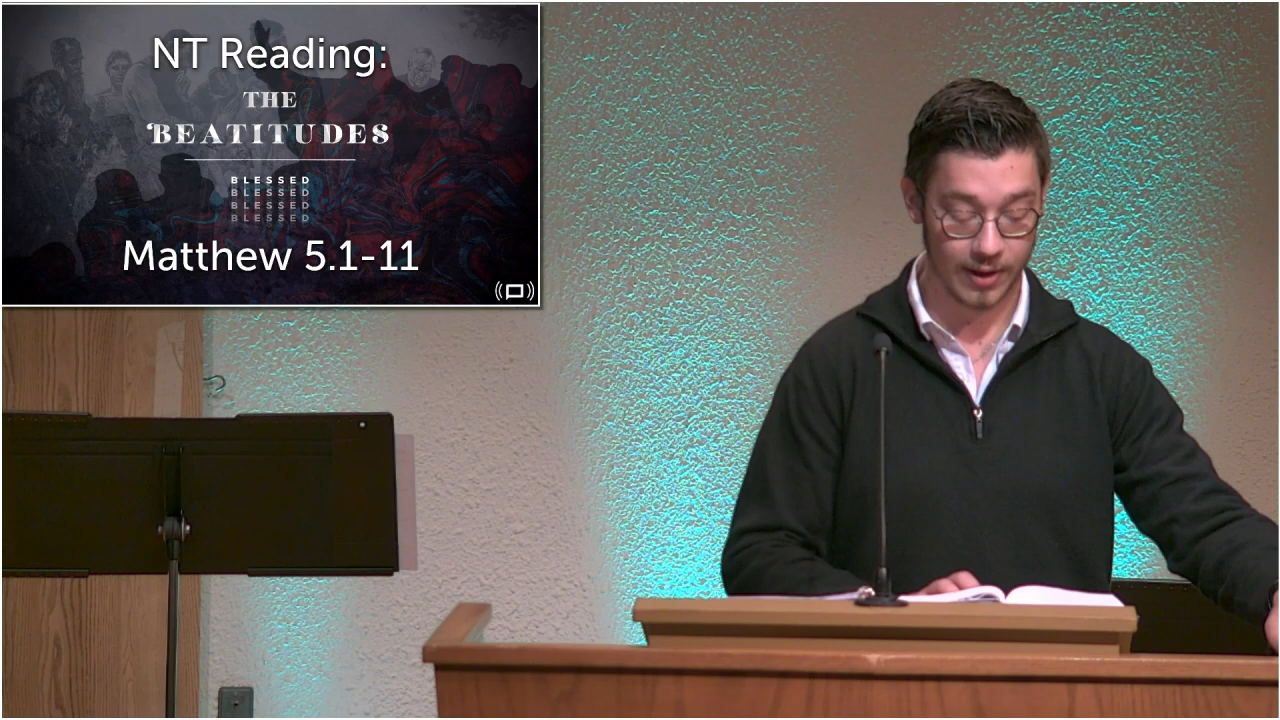 NT Reading:
THE
BEATITUDES
BLESSED
BLESSED
BLESSED
BLESSED
Matthew 5.1-11